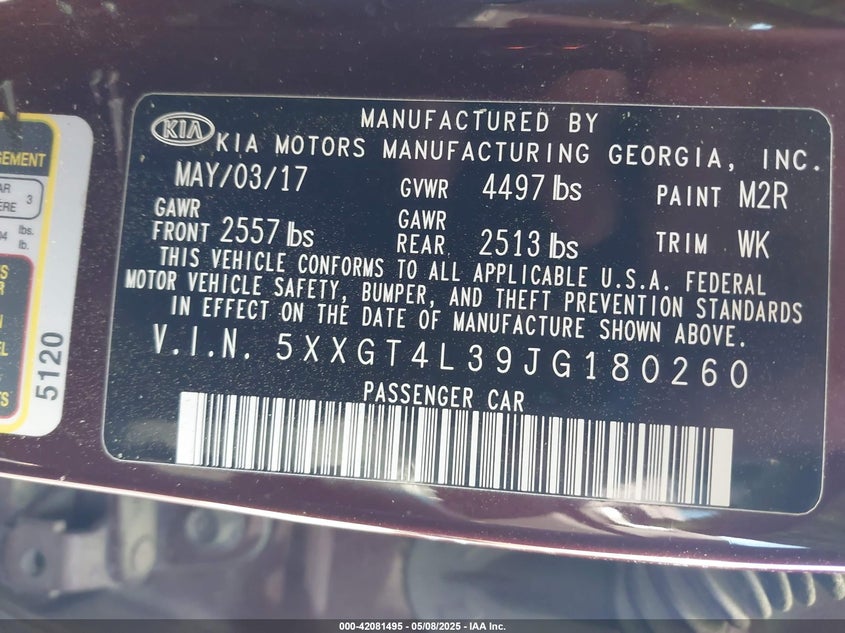 KIA
MANUFACTURED BY
KIA MOTORS MANUFACTURING GEORGIA, INC.
MAY/03/17 GVWR 4497 lbs PAINT M2R
GAWR FRONT 2557 lbs GAWR REAR 2513 lbs TRIM WK
THIS VEHICLE CONFORMS TO ALL APPLICABLE U.S.A. FEDERAL
MOTOR VEHICLE SAFETY, BUMPER, AND THEFT PREVENTION STANDARDS
IN EFFECT ON THE DATE OF MANUFACTURE SHOWN ABOVE.
V.I.N. 5XXGT4L39JG180260
PASSENGER CAR
3
lbs.
lb.
5120
000-42081495 - 05/08/2025 - IAA Inc.